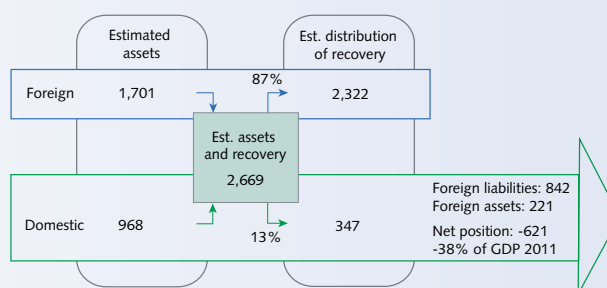 Estimated
assets
Est. distribution
of recovery
87%
Foreign
1,701
2,322
Est. assets
and recovery
2,669
Foreign liabilities: 842
Foreign assets: 221
Domestic
968
13%
347
Net position: -621
-38% of GDP 2011